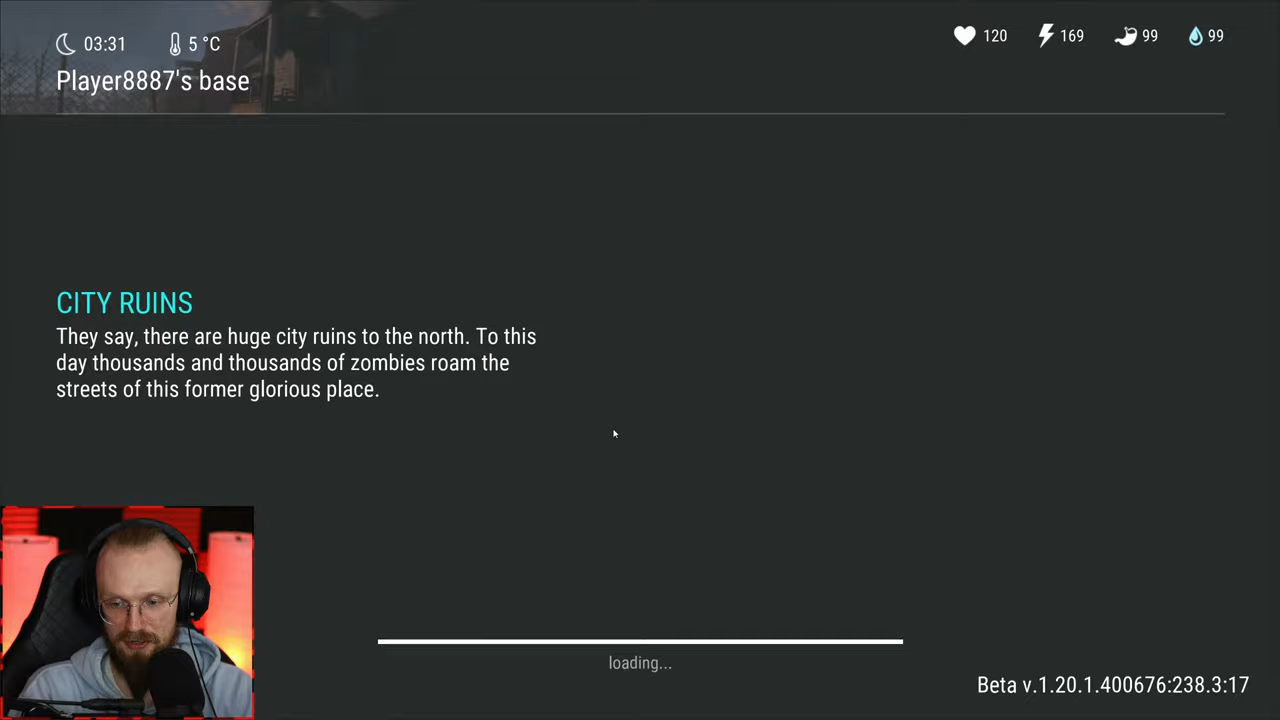 03:31 5 °C
120 169 99 99
Player8887's base
CITY RUINS
They say, there are huge city ruins to the north. To this
day thousands and thousands of zombies roam the
streets of this former glorious place.
loading...
Beta v.1.20.1.400676:238.3:17